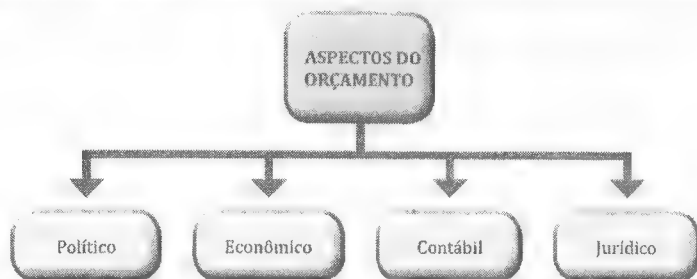 ASPECTOS DO
ORÇAMENTO
Político
Econômico
Contábil
Jurídico